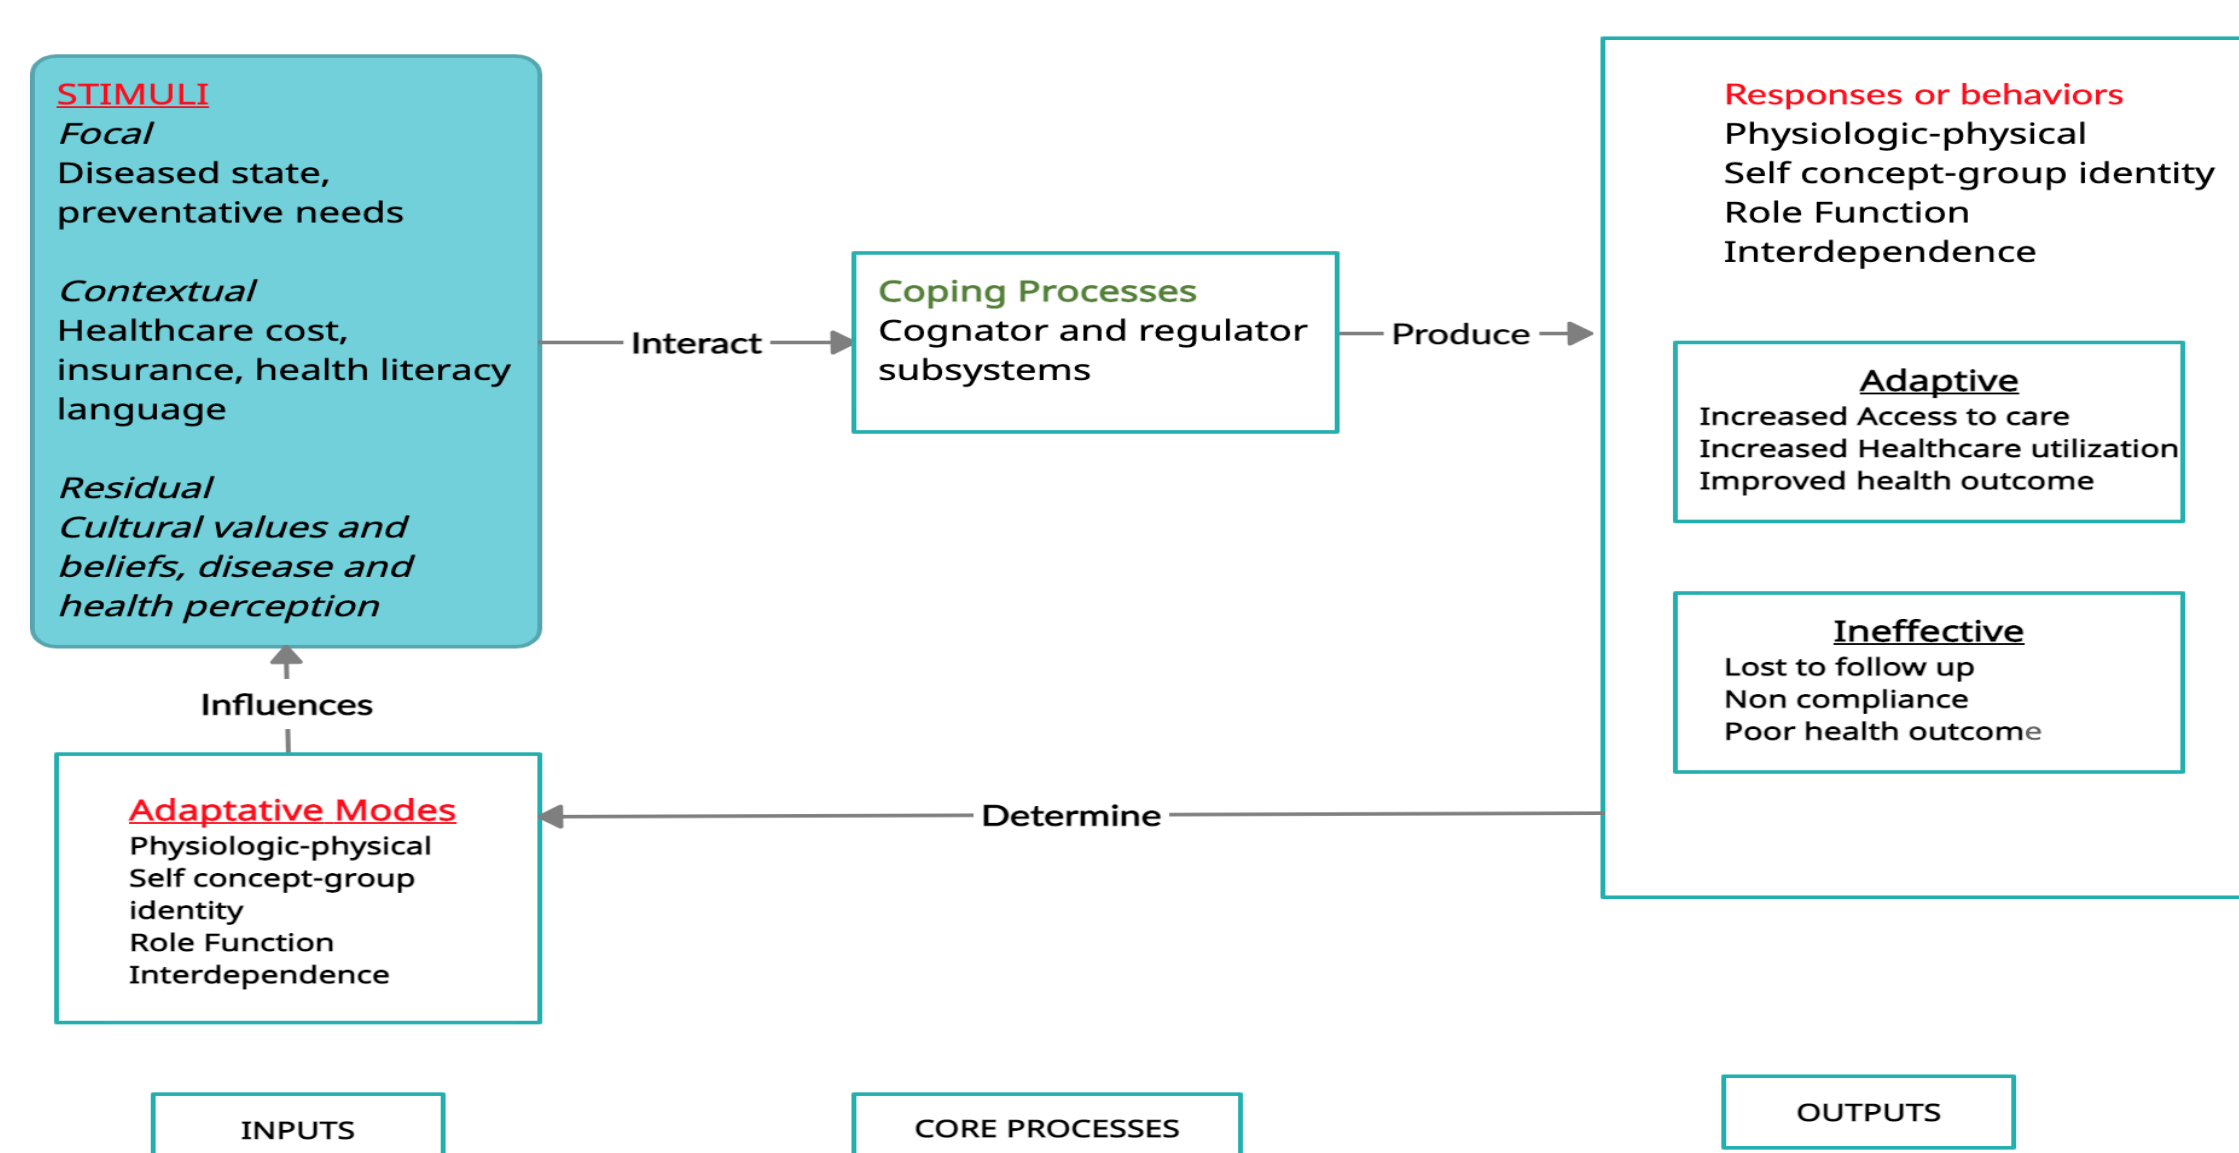 STIMULI
Focal
Diseased state,
preventative needs
Contextual
Healthcare cost,
insurance, health literacy
language
Residual
Cultural values and
beliefs, disease and
health perception
Interact
Coping Processes
Cognator and regulator
subsystems
Produce
Responses or behaviors
Physiologic-physical
Self concept-group identity
Role Function
Interdependence
Adaptive
Increased Access to care
Increased Healthcare utilization
Improved health outcome
Ineffective
Lost to follow up
Non compliance
Poor health outcome
Determine
Influences
Adaptative Modes
Physiologic-physical
Self concept-group
identity
Role Function
Interdependence
INPUTS
CORE PROCESSES
OUTPUTS